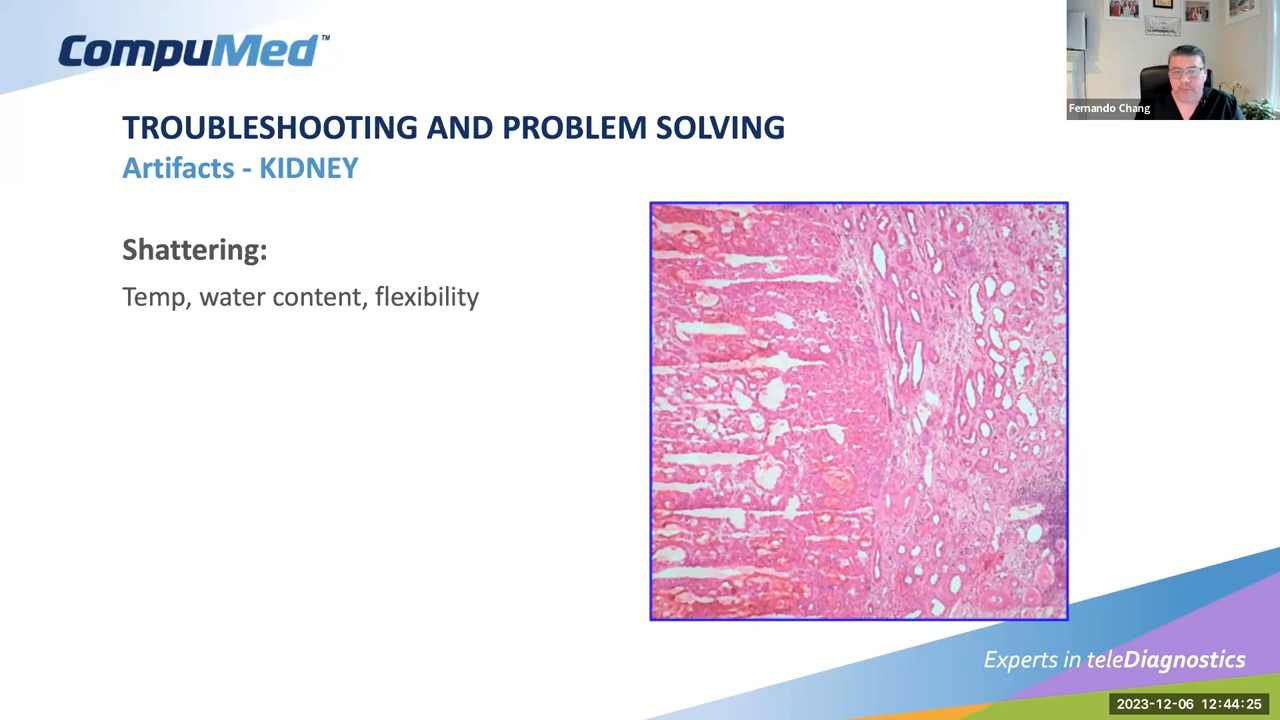 CompuMed™
Fernando Chang
TROUBLESHOOTING AND PROBLEM SOLVING
Artifacts - KIDNEY
Shattering:
Temp, water content, flexibility
Experts in teleDiagnostics
2023-12-06 12:44:25